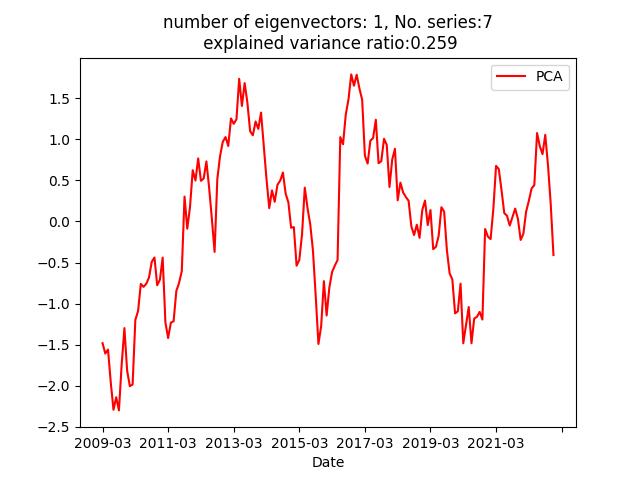 number of eigenvectors: 1, No. series:7
explained variance ratio:0.259
PCA
1.5
1.0
0.5
0.0
−0.5
−1.0
−1.5
−2.0
−2.5
2009-03 2011-03 2013-03 2015-03 2017-03 2019-03 2021-03
Date